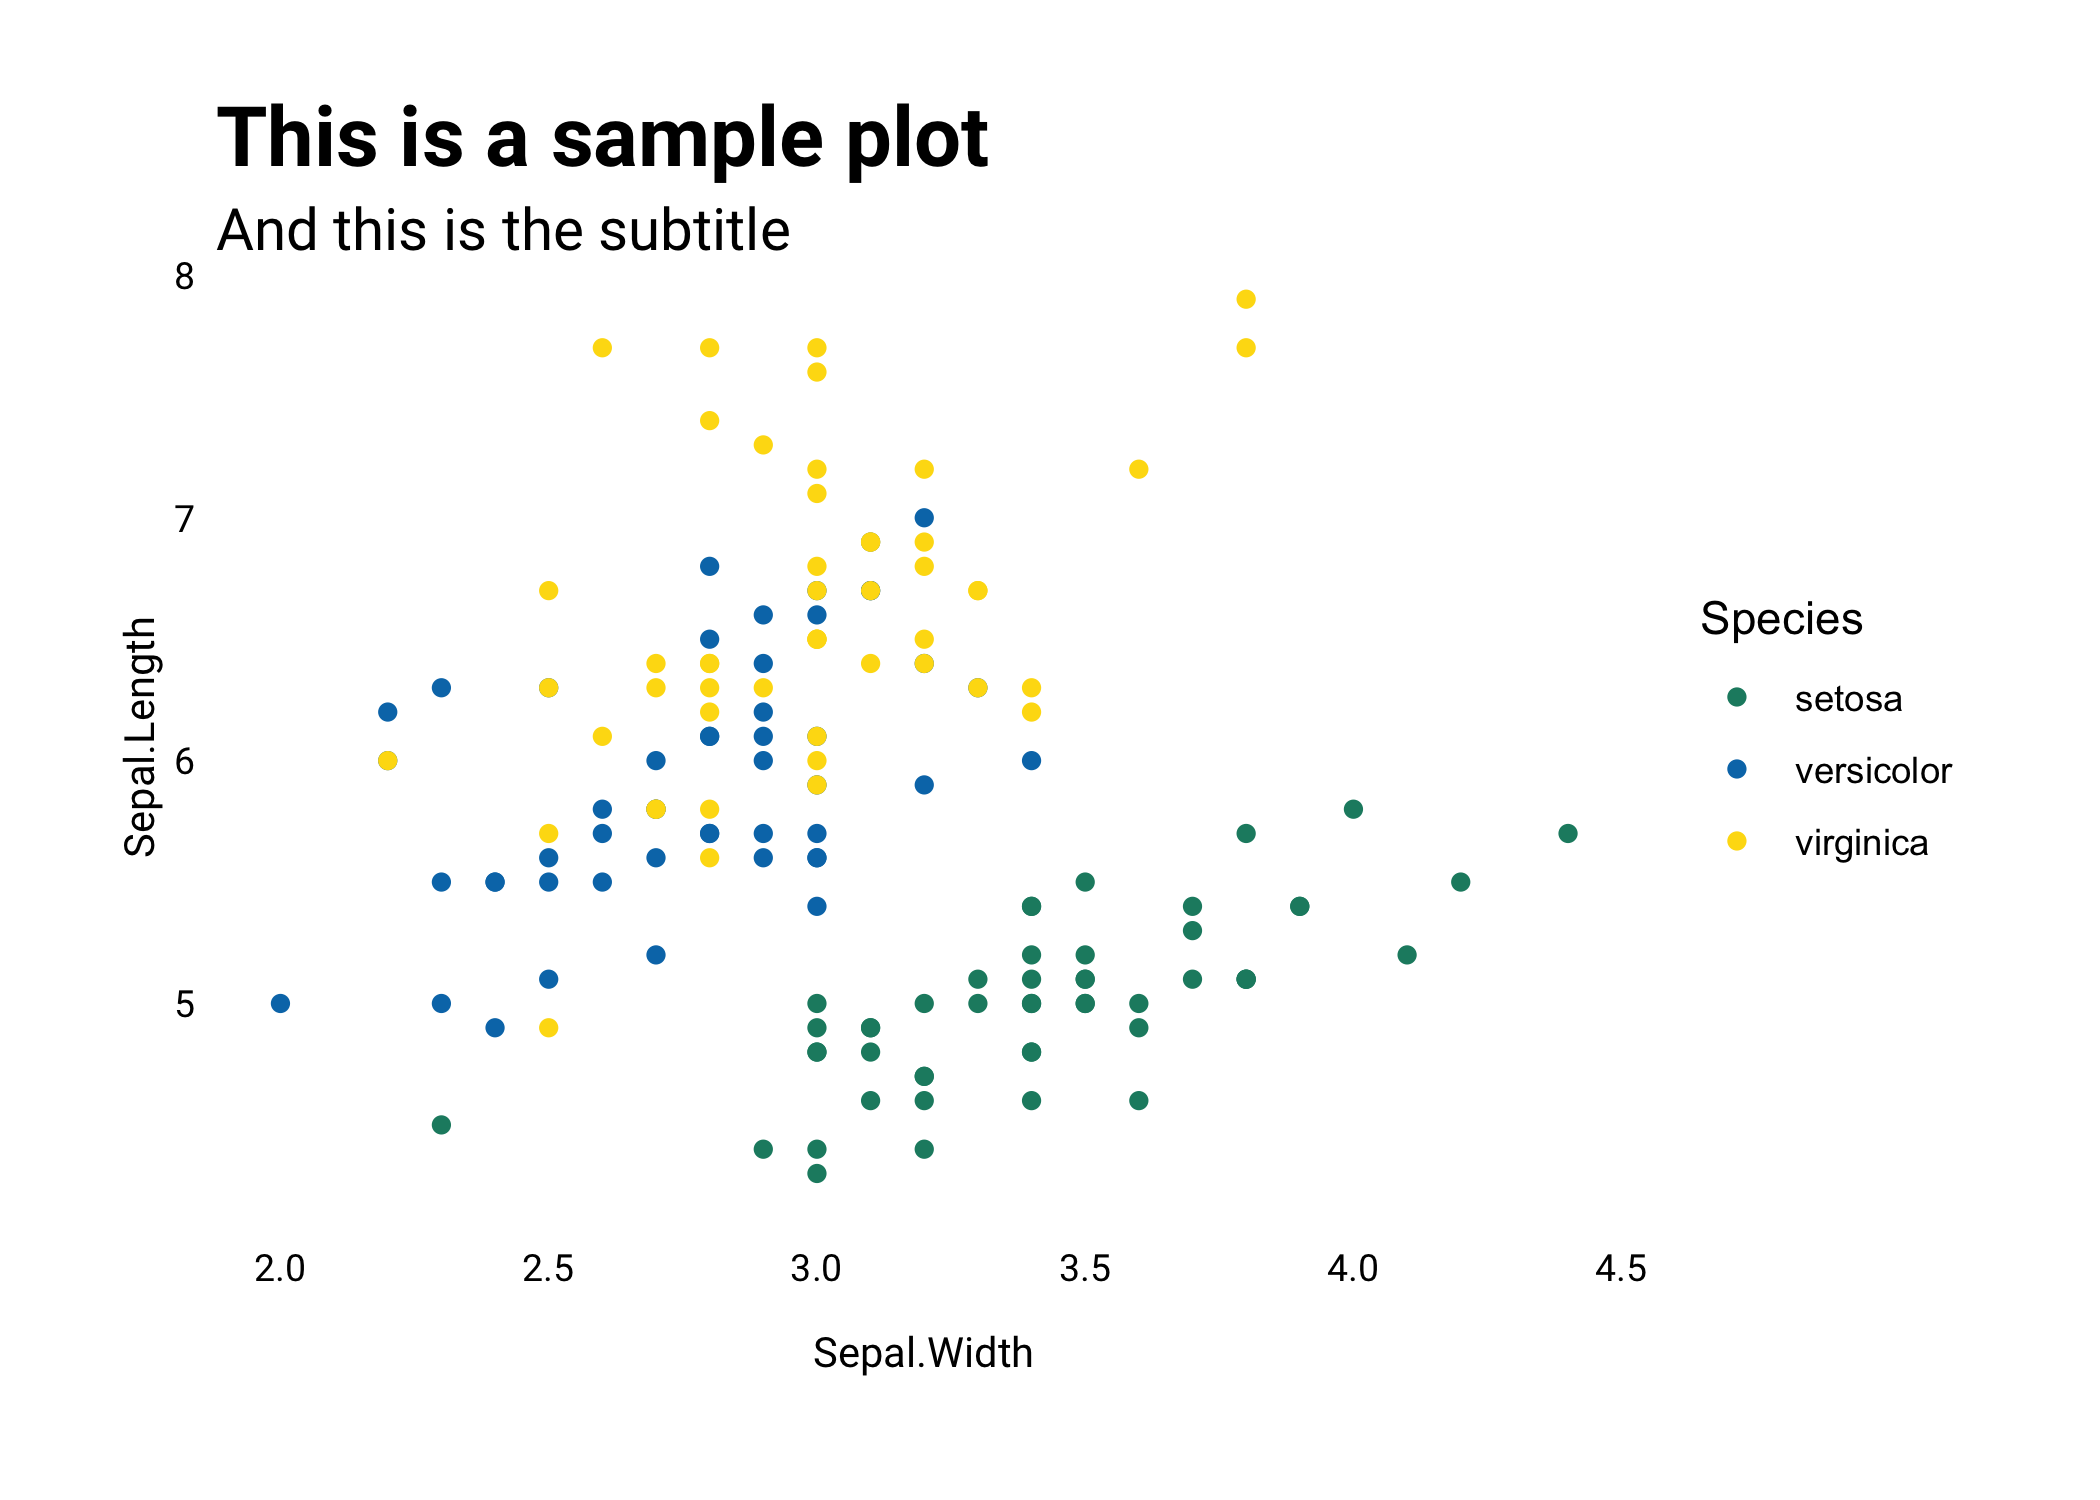 This is a sample plot
And this is the subtitle
8
7
6
5
Sepal.Length
2.0 2.5 3.0 3.5 4.0 4.5
Sepal.Width
Species
setosa
versicolor
virginica